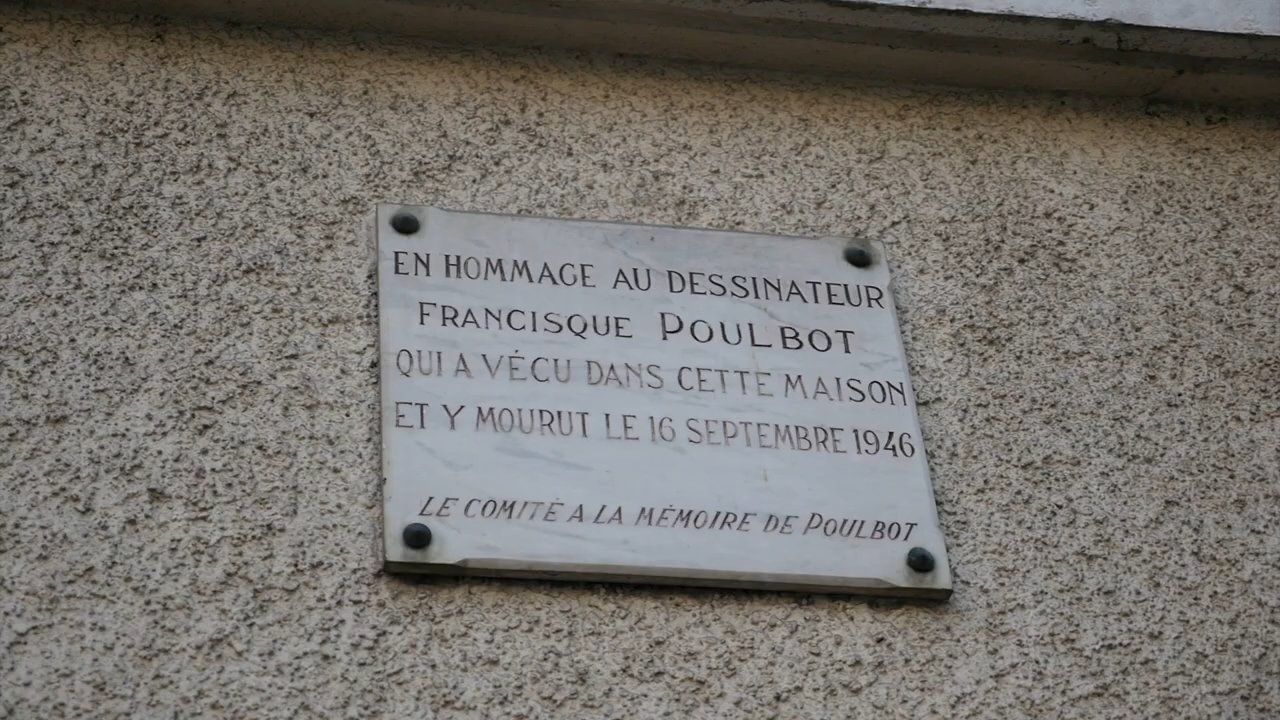 EN HOMMAGE AU DESSINATEUR
FRANCISQUE POULBOT
QUI A VÉCU DANS CETTE MAISON
ET Y MOURUT LE 16 SEPTEMBRE 1946
LE COMITÉ A LA MÉMOIRE DE POULBOT